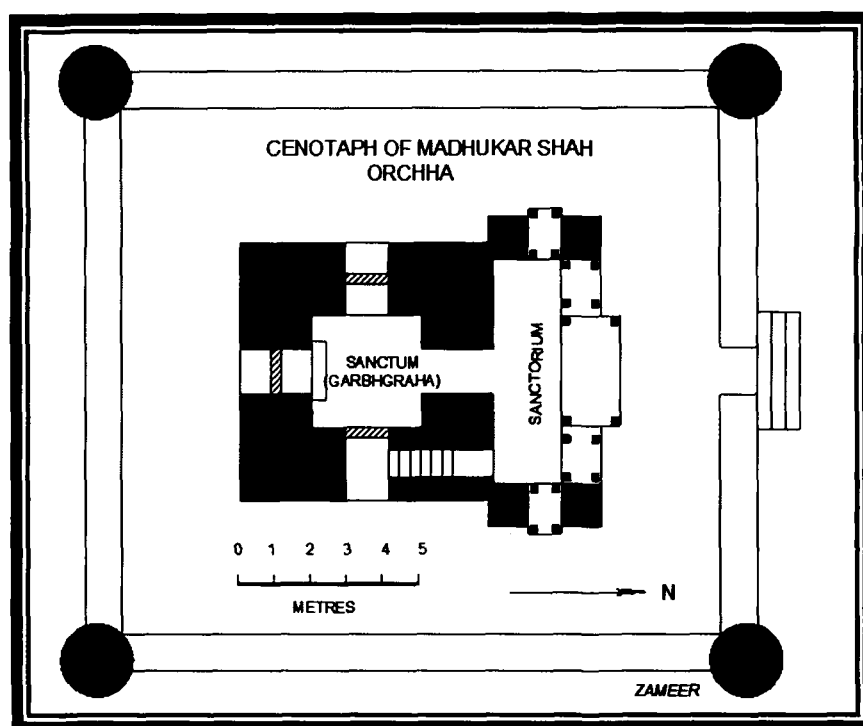 CENOTAPH OF MADHUKAR SHAH
ORCHHA
SANCTUM
(GARBHGRAHA)
SANCTORIUM
0 1 2 3 4 5
METRES
N
ZAMEER